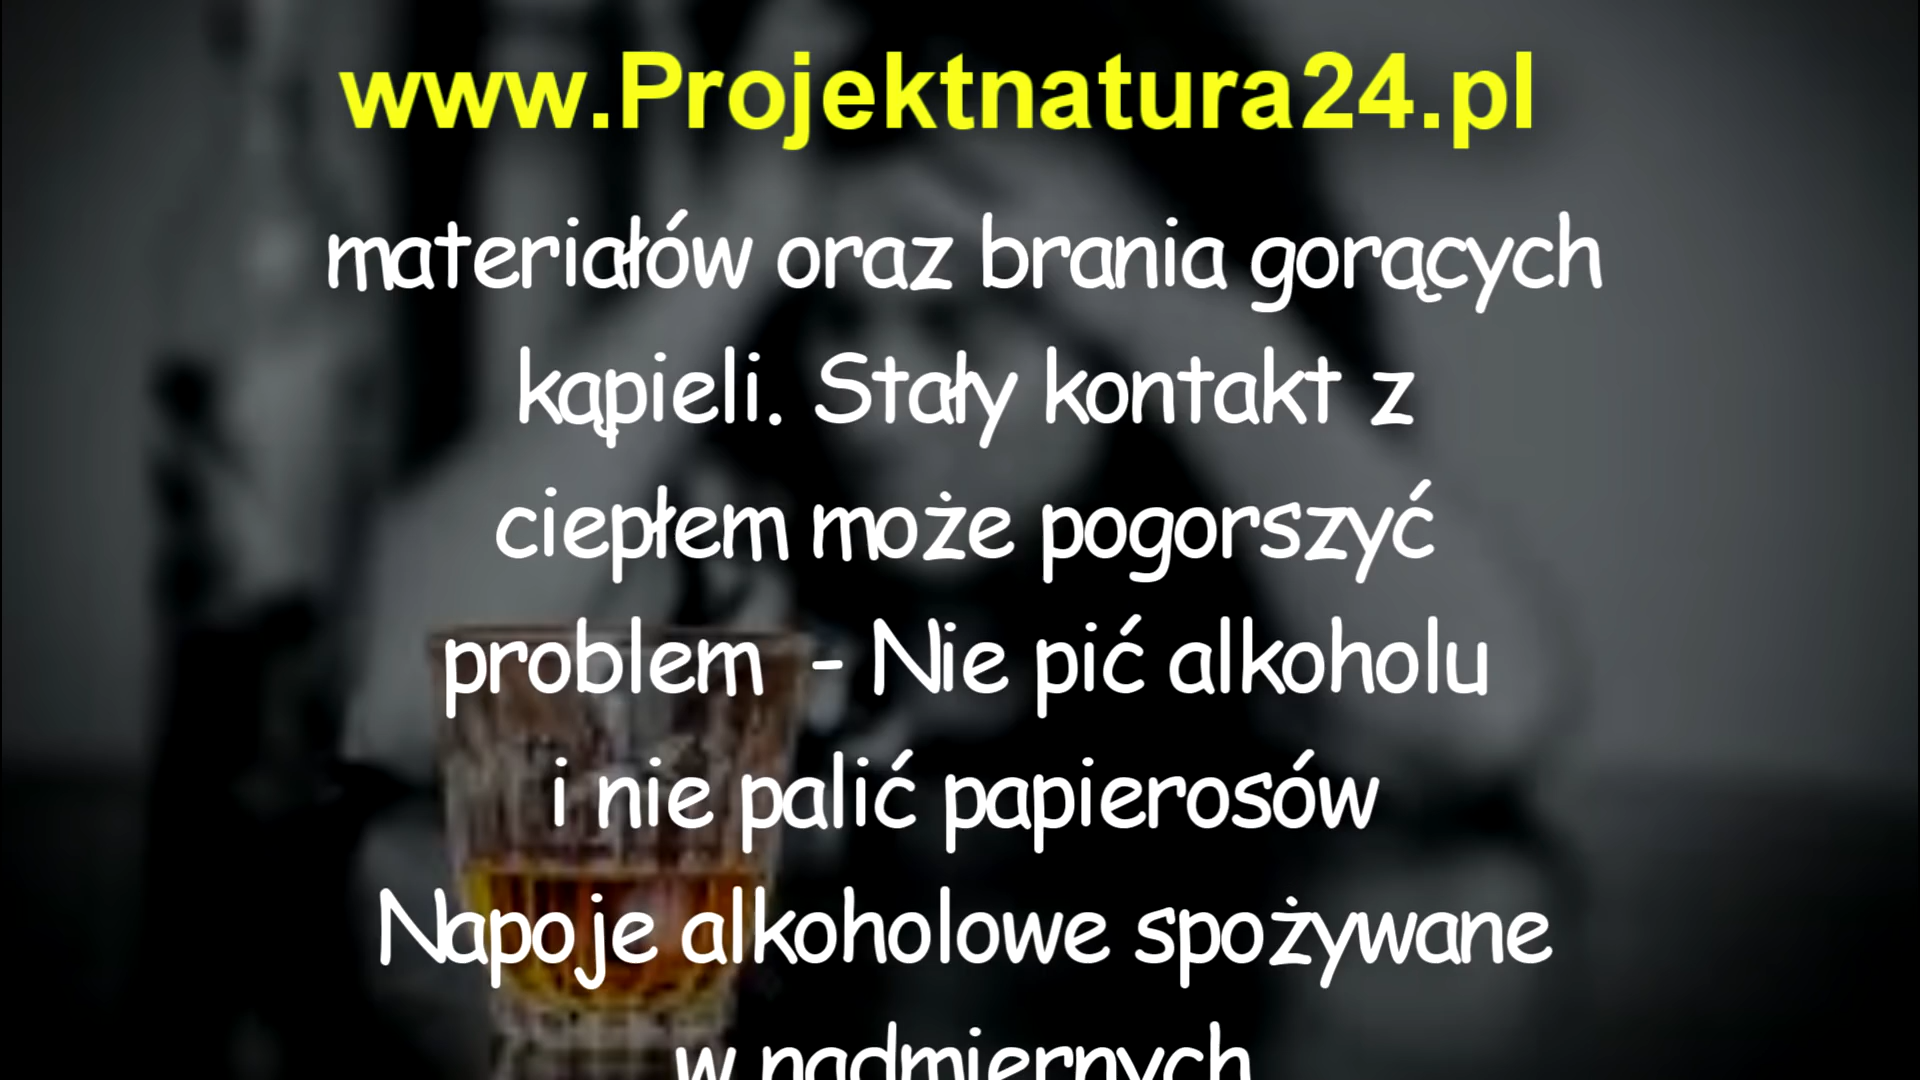 www.Projektnatura24.pl
materiałów oraz brania gorących
kąpieli. Stały kontakt z
ciepłem może pogorszyć
problem - Nie pić alkoholu
i nie palić papierosów
Napoje alkoholowe spożywane
w nadmiernych